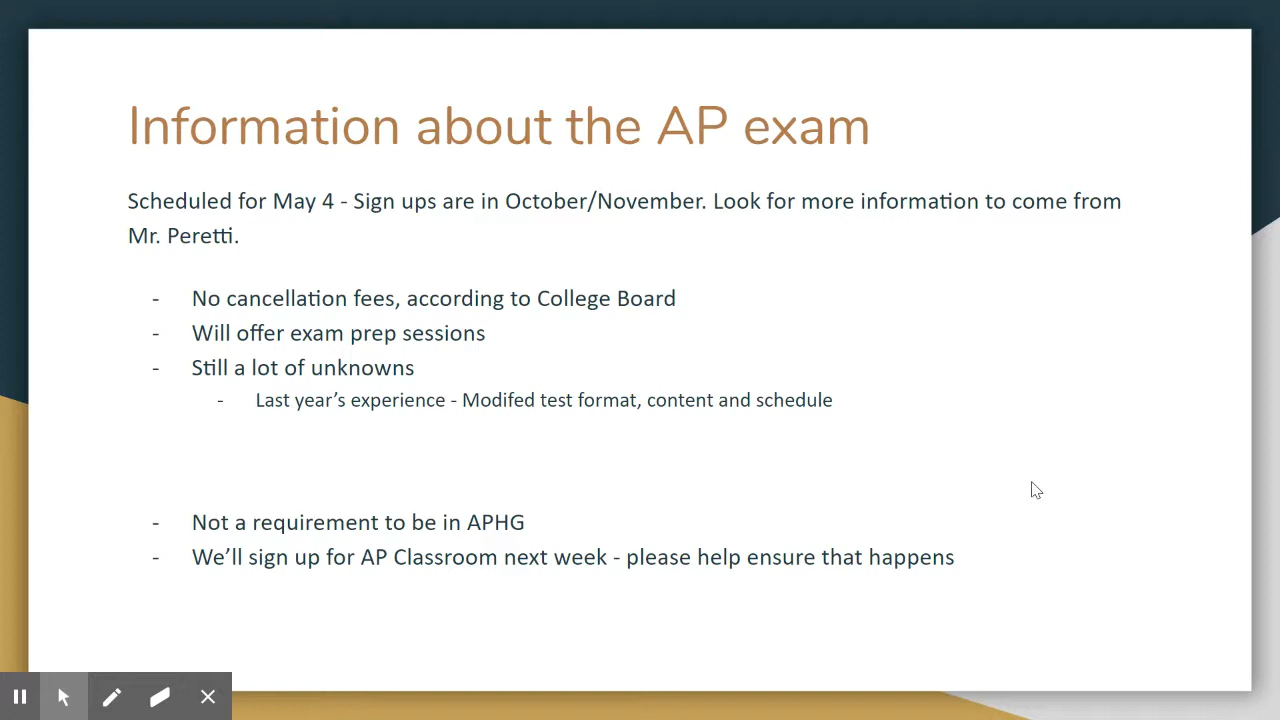 Information about the AP exam
Scheduled for May 4 - Sign ups are in October/November. Look for more information to come from
Mr. Peretti.
- No cancellation fees, according to College Board
- Will offer exam prep sessions
- Still a lot of unknowns
- Last year’s experience - Modifed test format, content and schedule
- Not a requirement to be in APHG
- We’ll sign up for AP Classroom next week - please help ensure that happens